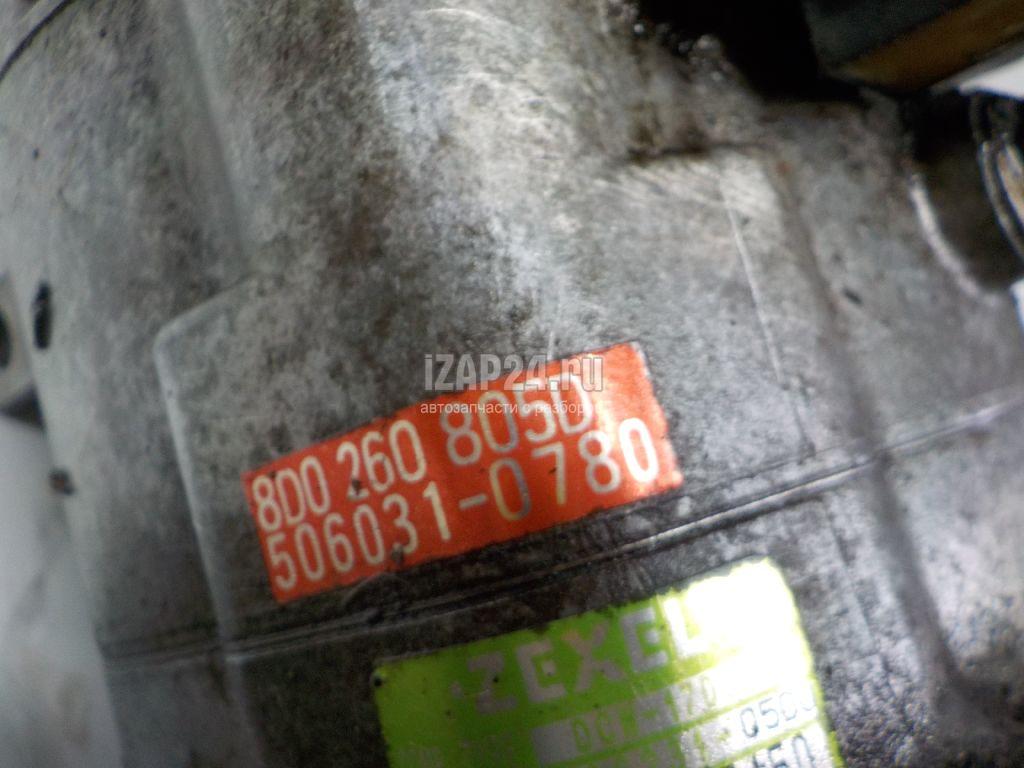 iZAP24.ru
автозапчасти с разборок
8D0 260 805D
506031-0780
ZEXEL